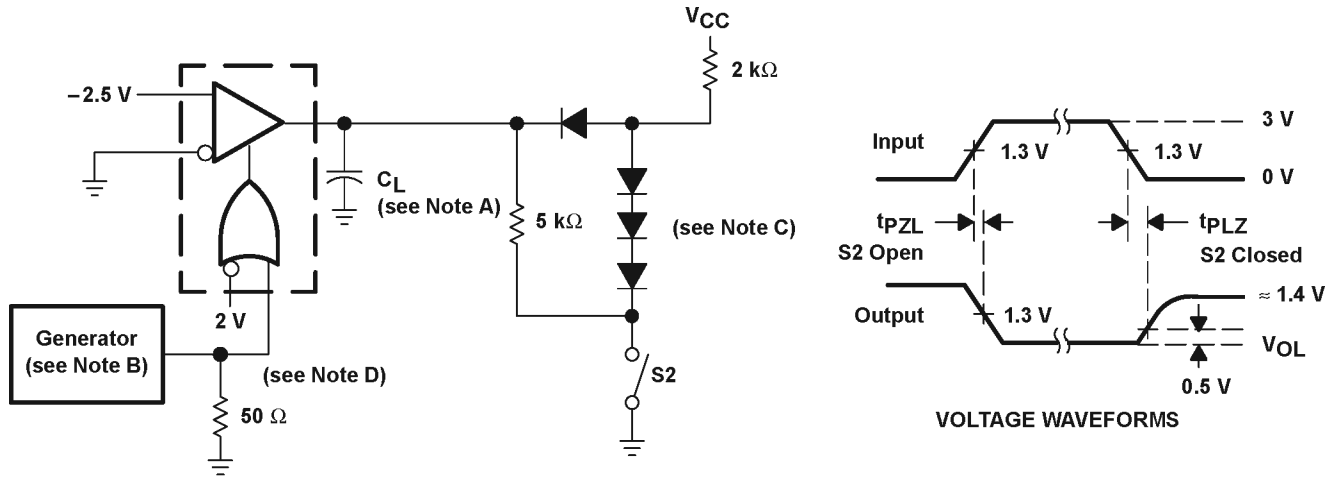 VCC
2 kΩ
−2.5 V
CL
(see Note A)
5 kΩ
(see Note C)
2 V
Generator
(see Note B)
(see Note D)
50 Ω
S2
Input
1.3 V
1.3 V
3 V
0 V
tPZL
S2 Open
tPLZ
S2 Closed
Output
1.3 V
≈ 1.4 V
VOL
0.5 V
VOLTAGE WAVEFORMS